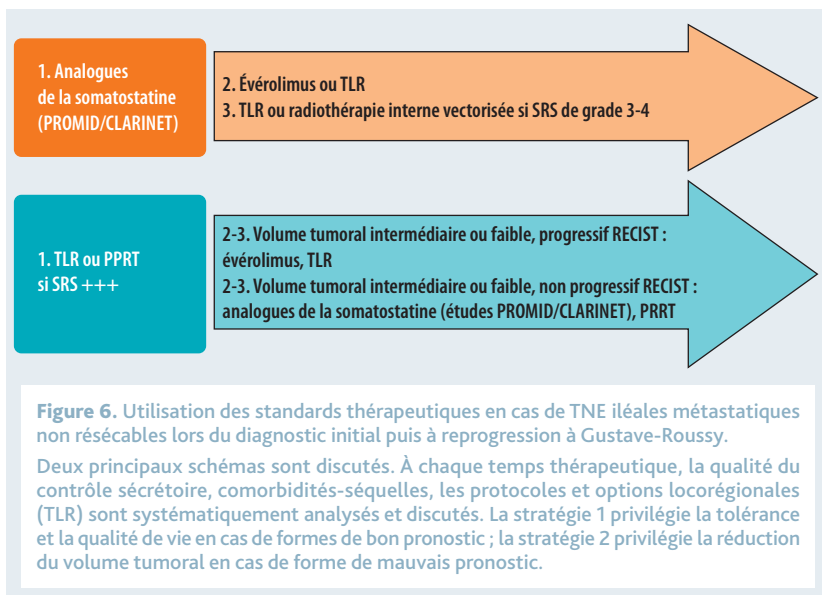 1. Analogues
de la somatostatine
(PROMID/CLARINET)
2. Évérolimus ou TLR
3. TLR ou radiothérapie interne vectorisée si SRS de grade 3-4
1. TLR ou PPRT
si SRS +++
2-3. Volume tumoral intermédiaire ou faible, progressif RECIST :
évérolimus, TLR
2-3. Volume tumoral intermédiaire ou faible, non progressif RECIST :
analogues de la somatostatine (études PROMID/CLARINET), PRRT
Figure 6. Utilisation des standards thérapeutiques en cas de TNE iléales métastatiques
non résécables lors du diagnostic initial puis à reprogression à Gustave-Roussy.
Deux principaux schémas sont discutés. À chaque temps thérapeutique, la qualité du
contrôle sécrétoire, comorbidités-séquelles, les protocoles et options locorégionales
(TLR) sont systématiquement analysés et discutés. La stratégie 1 privilégie la tolérance
et la qualité de vie en cas de formes de bon pronostic ; la stratégie 2 privilégie la réduction
du volume tumoral en cas de forme de mauvais pronostic.